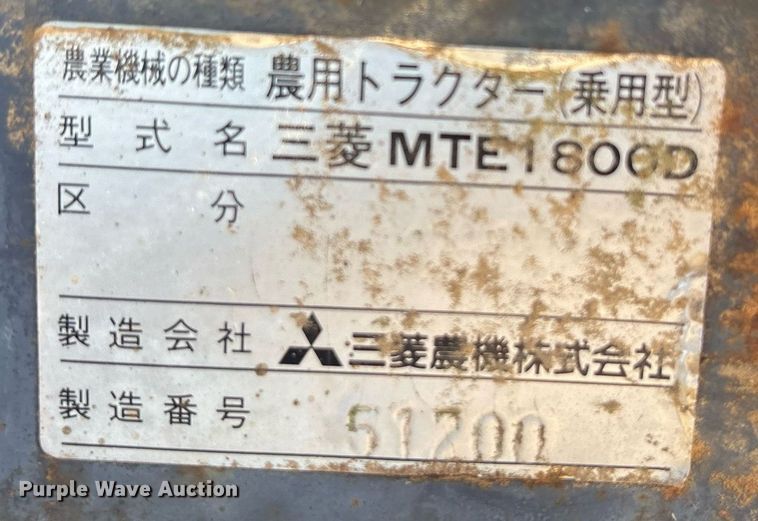 農業機械の種類 農用トラクター(乗用型)
型式名 三菱MTE1800D
区分
製造会社 三菱農機株式会社
製造番号 51200
Purple Wave Auction